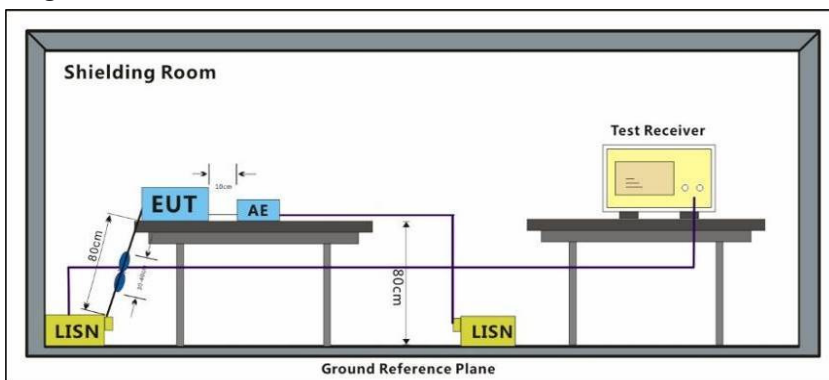 Shielding Room
Test Receiver
10cm
EUT
AE
80cm
80cm
LISN
LISN
Ground Reference Plane